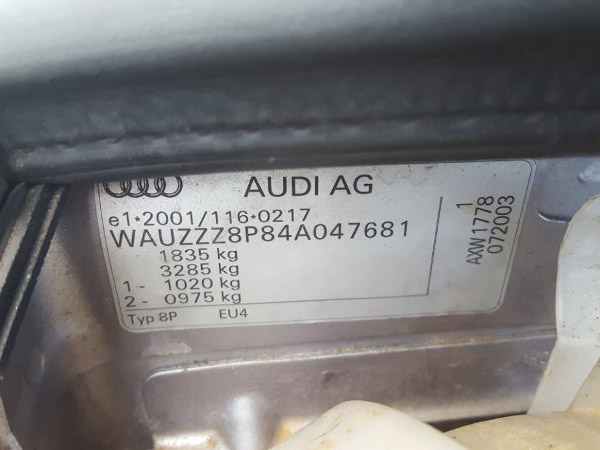 AUDI AG
e1*2001/116*0217
WAUZZZ8P84A047681
1835 kg
3285 kg
1- 1020 kg
2- 0975 kg
Typ 8P EU4
1
AXW1778
072003